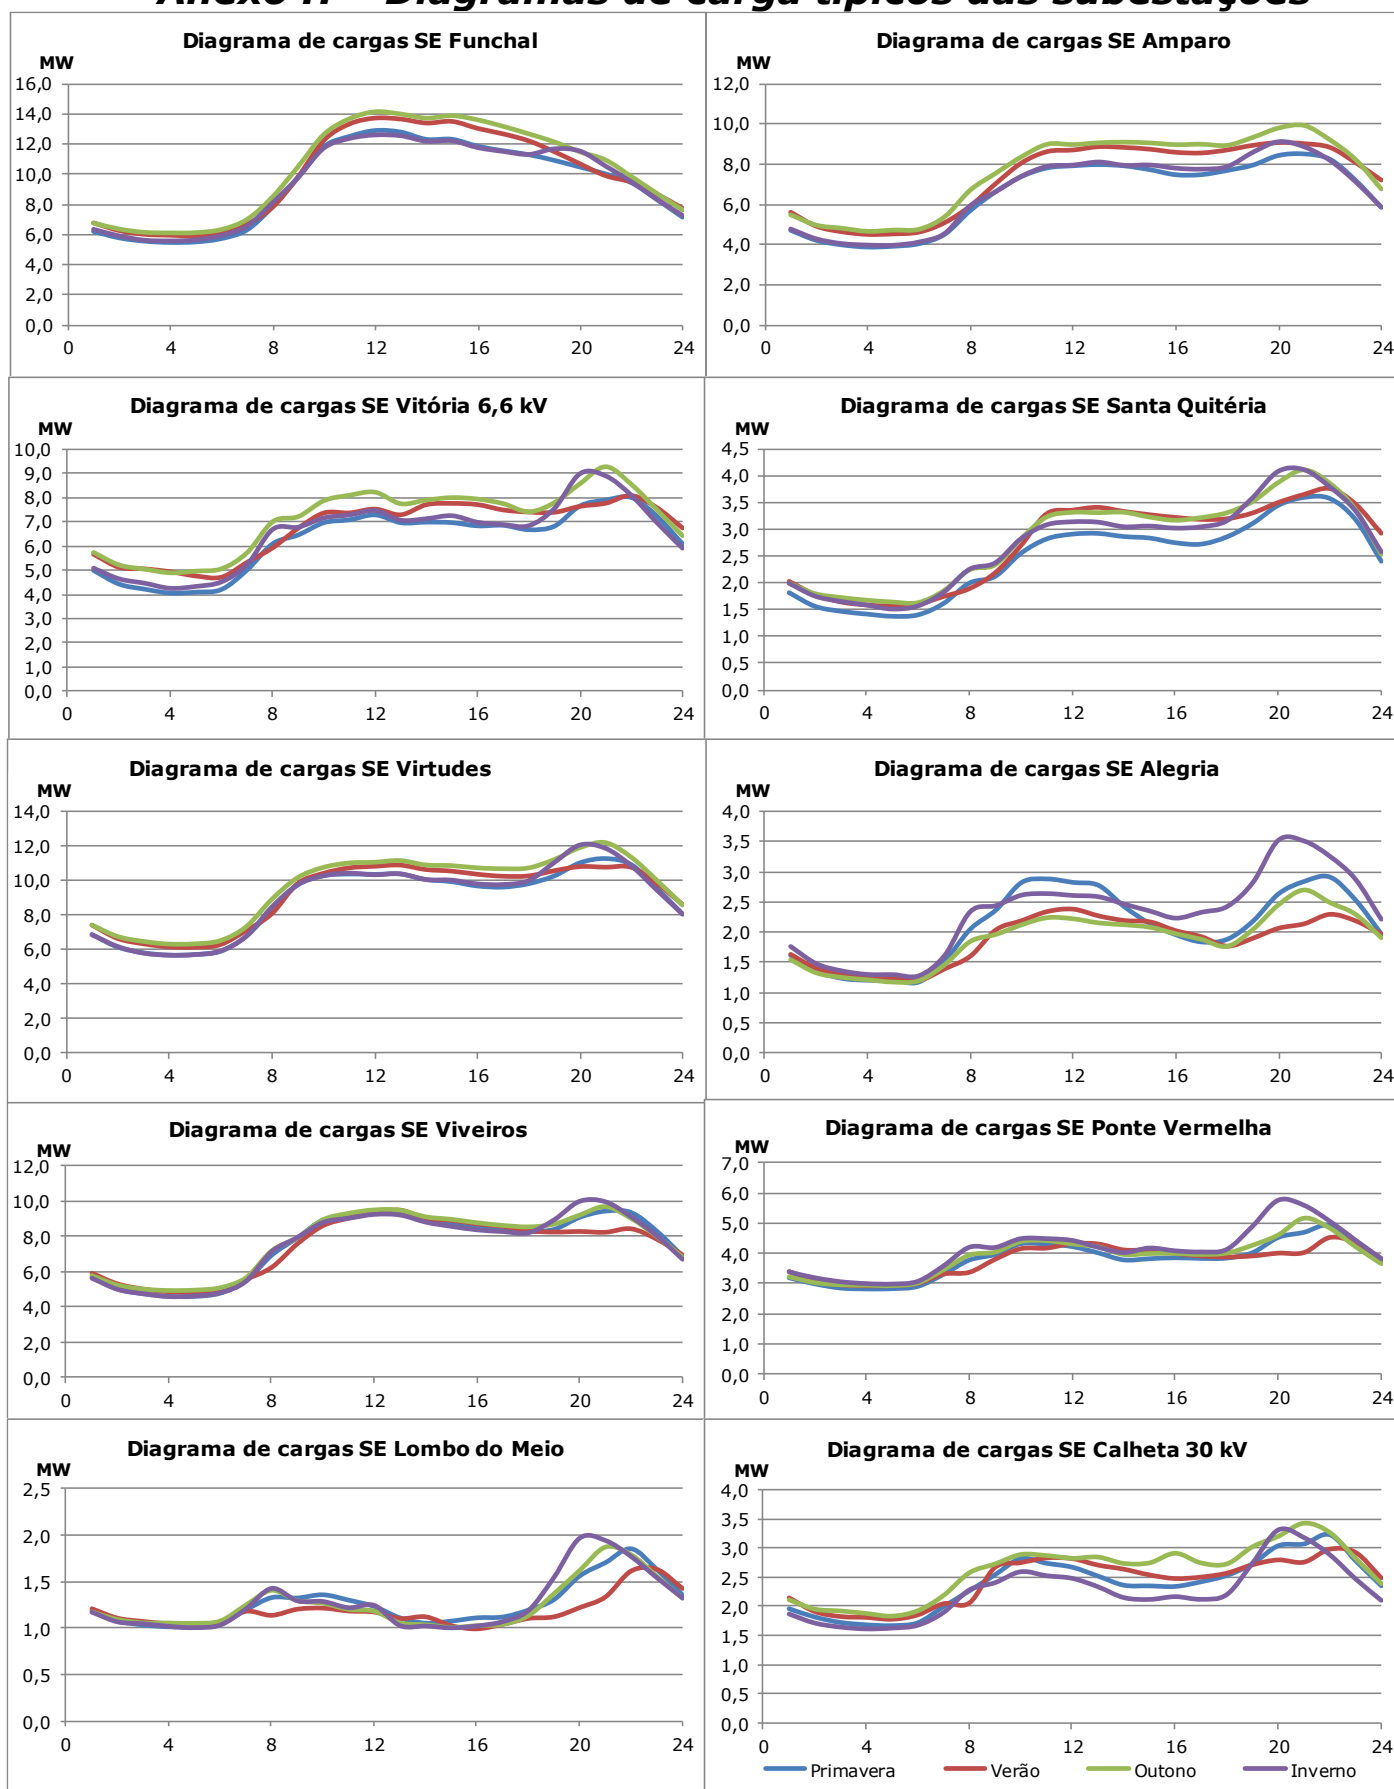 Diagramas de carga típicos das subestações
Diagrama de cargas SE Funchal
MW
16,0
14,0
12,0
10,0
8,0
6,0
4,0
2,0
0,0
0 4 8 12 16 20 24
Diagrama de cargas SE Amparo
MW
12,0
10,0
8,0
6,0
4,0
2,0
0,0
0 4 8 12 16 20 24
Diagrama de cargas SE Vitória 6,6 kV
MW
10,0
9,0
8,0
7,0
6,0
5,0
4,0
3,0
2,0
1,0
0,0
0 4 8 12 16 20 24
Diagrama de cargas SE Santa Quitéria
MW
4,5
4,0
3,5
3,0
2,5
2,0
1,5
1,0
0,5
0,0
0 4 8 12 16 20 24
Diagrama de cargas SE Virtudes
MW
14,0
12,0
10,0
8,0
6,0
4,0
2,0
0,0
0 4 8 12 16 20 24
Diagrama de cargas SE Alegria
MW
4,0
3,5
3,0
2,5
2,0
1,5
1,0
0,5
0,0
0 4 8 12 16 20 24
Diagrama de cargas SE Viveiros
MW
12,0
10,0
8,0
6,0
4,0
2,0
0,0
0 4 8 12 16 20 24
Diagrama de cargas SE Ponte Vermelha
MW
7,0
6,0
5,0
4,0
3,0
2,0
1,0
0,0
0 4 8 12 16 20 24
Diagrama de cargas SE Lombo do Meio
MW
2,5
2,0
1,5
1,0
0,5
0,0
0 4 8 12 16 20 24
Diagrama de cargas SE Calheta 30 kV
MW
4,0
3,5
3,0
2,5
2,0
1,5
1,0
0,5
0,0
0 4 8 12 16 20 24
Primavera Verão Outono Inverno